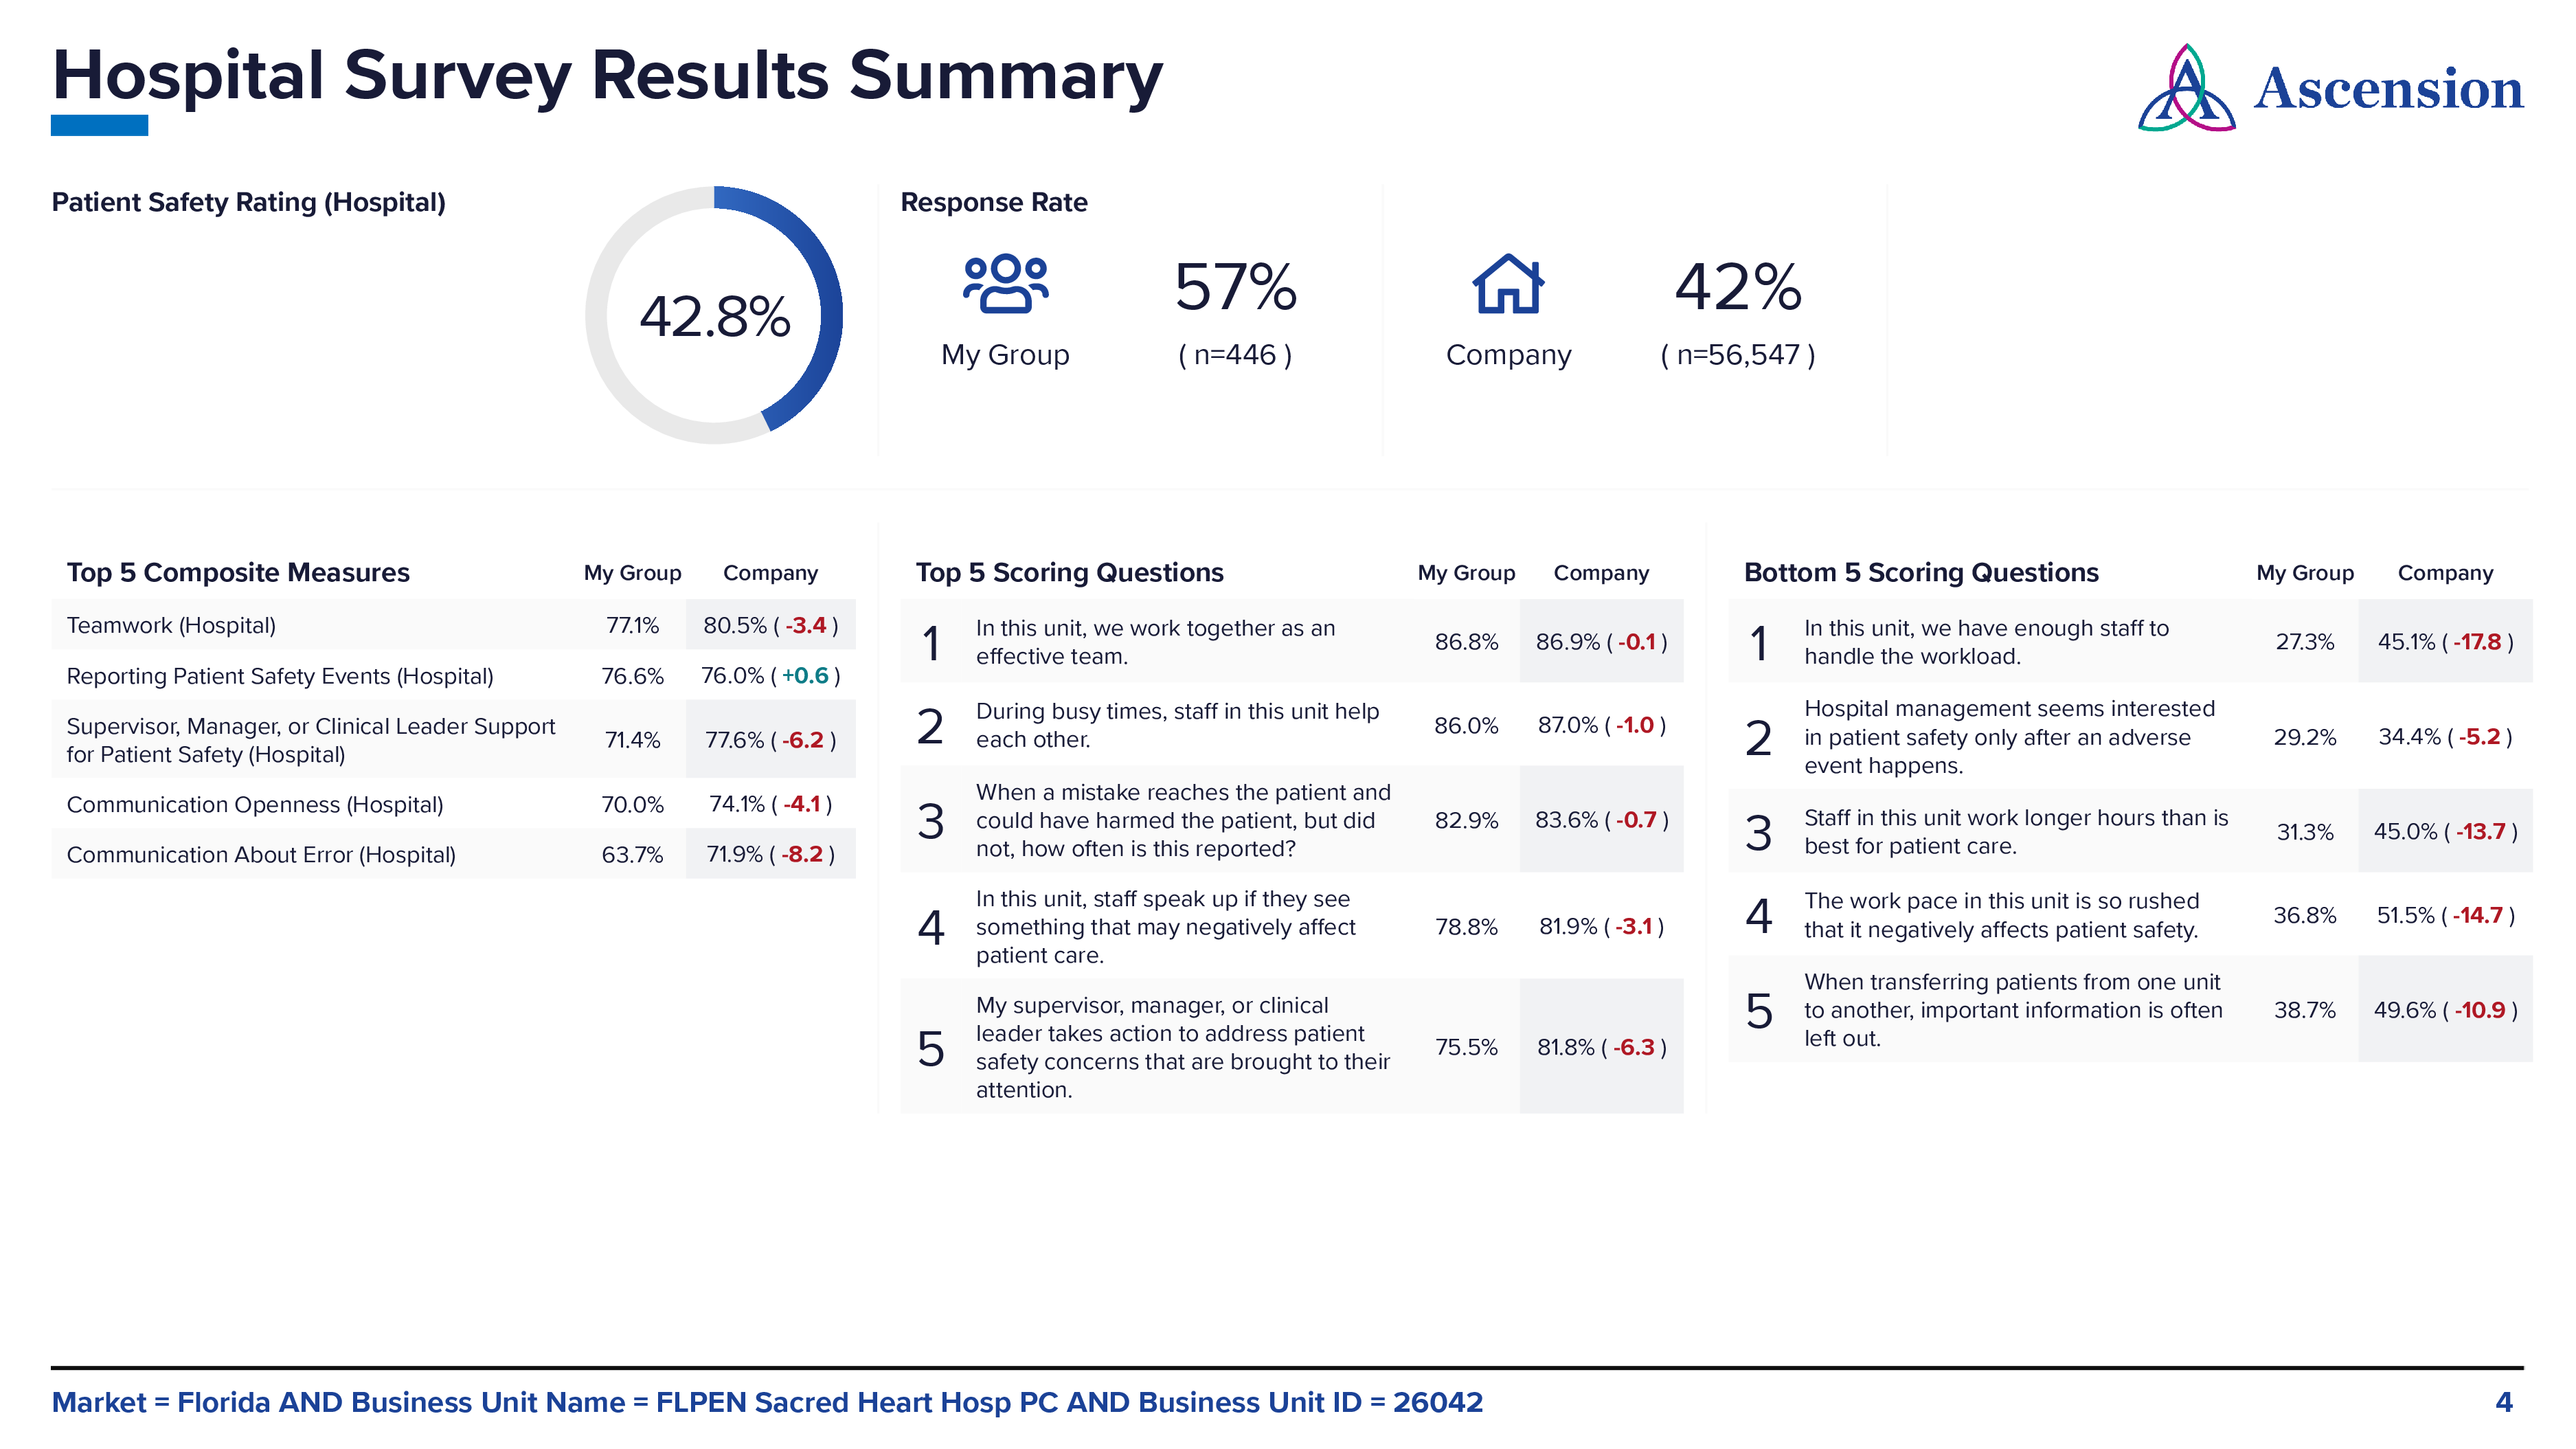 Hospital Survey Results Summary
Ascension
Patient Safety Rating (Hospital)
42.8%
Response Rate
My Group
57%
( n=446 )
Company
42%
( n=56,547 )
Top 5 Composite Measures My Group Company
Teamwork (Hospital) 77.1% 80.5% ( -3.4 )
Reporting Patient Safety Events (Hospital) 76.6% 76.0% ( +0.6 )
Supervisor, Manager, or Clinical Leader Support
for Patient Safety (Hospital) 71.4% 77.6% ( -6.2 )
Communication Openness (Hospital) 70.0% 74.1% ( -4.1 )
Communication About Error (Hospital) 63.7% 71.9% ( -8.2 )
Top 5 Scoring Questions My Group Company
1 In this unit, we work together as an
effective team. 86.8% 86.9% ( -0.1 )
2 During busy times, staff in this unit help
each other. 86.0% 87.0% ( -1.0 )
When a mistake reaches the patient and
3 could have harmed the patient, but did 82.9% 83.6% ( -0.7 )
not, how often is this reported?
In this unit, staff speak up if they see
4 something that may negatively affect 78.8% 81.9% ( -3.1 )
patient care.
My supervisor, manager, or clinical
leader takes action to address patient
5 safety concerns that are brought to their 75.5% 81.8% ( -6.3 )
attention.
Bottom 5 Scoring Questions My Group Company
1 In this unit, we have enough staff to
handle the workload. 27.3% 45.1% ( -17.8 )
Hospital management seems interested
2 in patient safety only after an adverse 29.2% 34.4% ( -5.2 )
event happens.
3 Staff in this unit work longer hours than is
best for patient care. 31.3% 45.0% ( -13.7 )
4 The work pace in this unit is so rushed
that it negatively affects patient safety. 36.8% 51.5% ( -14.7 )
When transferring patients from one unit
5 to another, important information is often 38.7% 49.6% ( -10.9 )
left out.
Market = Florida AND Business Unit Name = FLPEN Sacred Heart Hosp PC AND Business Unit ID = 26042
4